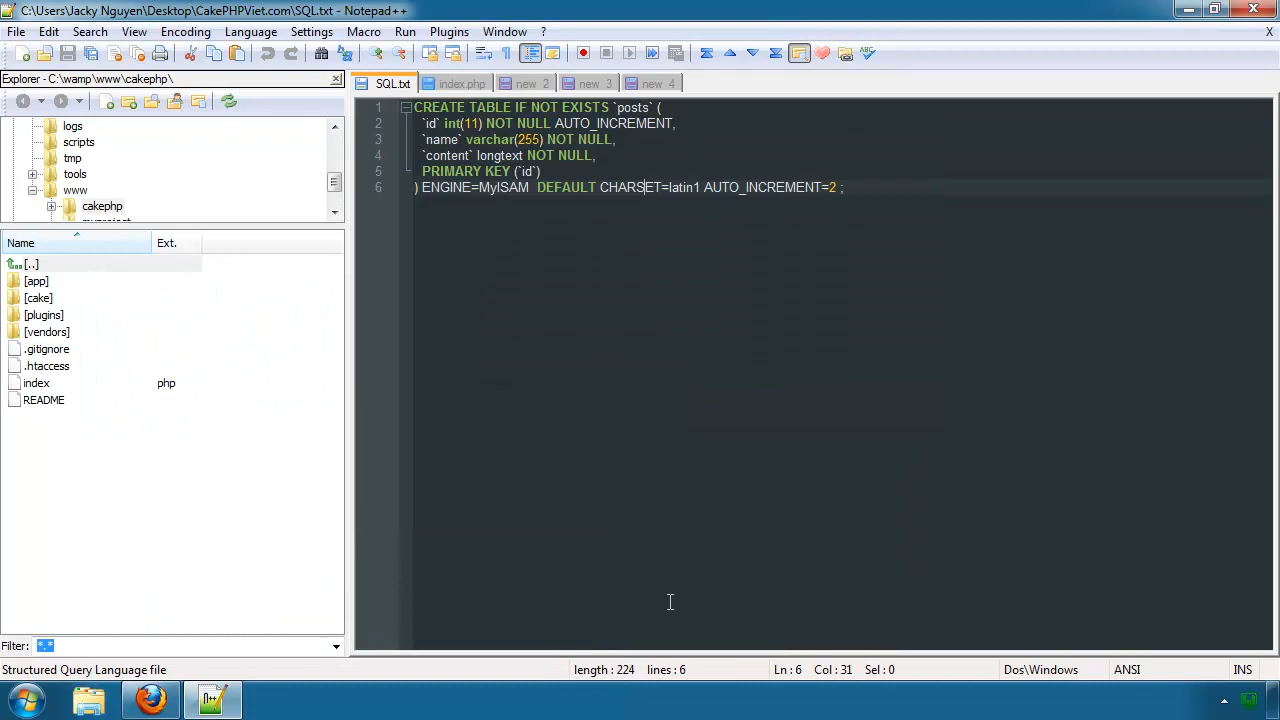 C:\Users\Jacky Nguyen\Desktop\CakePHPViet.com\SQL.txt - Notepad++
File Edit Search View Encoding Language Settings Macro Run Plugins Window ? X
Explorer - C:\wamp\www\cakephp\
SQL.txt index.php new 2 new 3 new 4
logs
scripts
tmp
tools
www
cakephp
myproject
Name Ext.
[..]
[app]
[cake]
[plugins]
[vendors]
.gitignore
.htaccess
index php
README
Filter: *.*
1 CREATE TABLE IF NOT EXISTS `posts` (
2 `id` int(11) NOT NULL AUTO_INCREMENT,
3 `name` varchar(255) NOT NULL,
4 `content` longtext NOT NULL,
5 PRIMARY KEY (`id`)
6 ) ENGINE=MyISAM  DEFAULT CHARSET=latin1 AUTO_INCREMENT=2 ;
Structured Query Language file length : 224 lines : 6 Ln : 6 Col : 31 Sel : 0 Dos\Windows ANSI INS